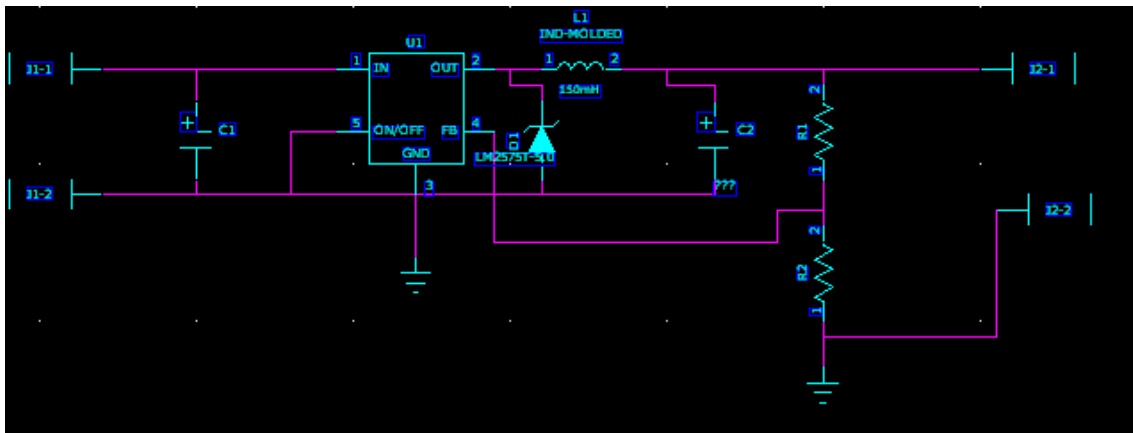 L1
IND-MOLDED
U1
J1-1
1
IN
OUT
2
1
2
J2-1
150mH
2
+
C1
5
ON/OFF
FB
4
+
C2
R1
D1
GND
LM2575T-5.0
1
3
???
J1-2
J2-2
2
R2
1